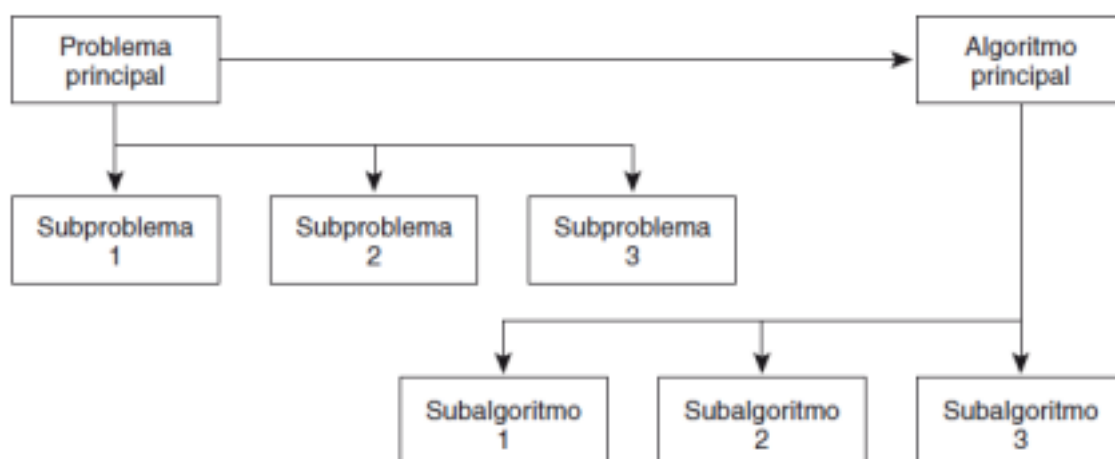 Problema
principal
Algoritmo
principal
Subproblema
1
Subproblema
2
Subproblema
3
Subalgoritmo
1
Subalgoritmo
2
Subalgoritmo
3